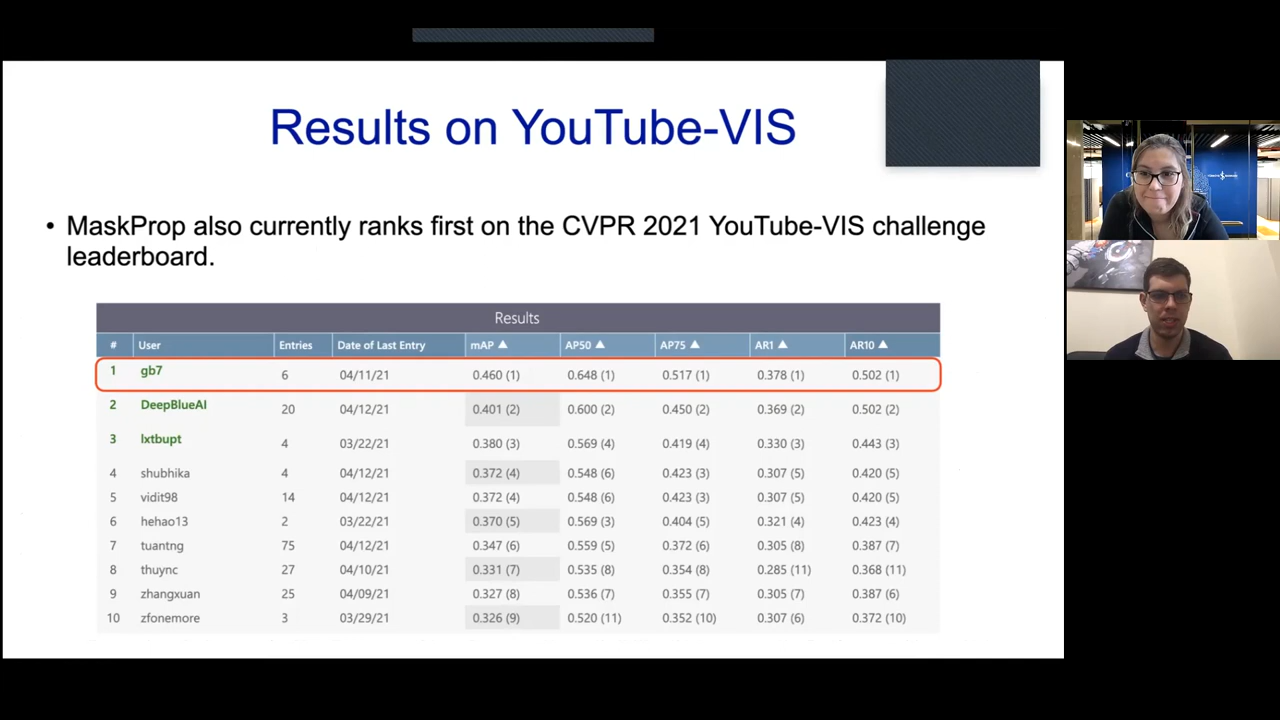 Results on YouTube-VIS
• MaskProp also currently ranks first on the CVPR 2021 YouTube-VIS challenge
leaderboard.
Results
# User Entries Date of Last Entry mAP ▲ AP50 ▲ AP75 ▲ AR1 ▲ AR10 ▲
1 gb7 6 04/11/21 0.460 (1) 0.648 (1) 0.517 (1) 0.378 (1) 0.502 (1)
2 DeepBlueAI 20 04/12/21 0.401 (2) 0.600 (2) 0.450 (2) 0.369 (2) 0.502 (2)
3 lxtbupt 4 03/22/21 0.380 (3) 0.569 (4) 0.419 (4) 0.330 (3) 0.443 (3)
4 shubhika 4 04/12/21 0.372 (4) 0.548 (6) 0.423 (3) 0.307 (5) 0.420 (5)
5 vidit98 14 04/12/21 0.372 (4) 0.548 (6) 0.423 (3) 0.307 (5) 0.420 (5)
6 hehao13 2 03/22/21 0.370 (5) 0.569 (3) 0.404 (5) 0.321 (4) 0.423 (4)
7 tuantng 75 04/12/21 0.347 (6) 0.559 (5) 0.372 (6) 0.305 (8) 0.387 (7)
8 thuync 27 04/10/21 0.331 (7) 0.535 (8) 0.354 (8) 0.285 (11) 0.368 (11)
9 zhangxuan 25 04/09/21 0.327 (8) 0.536 (7) 0.355 (7) 0.305 (7) 0.387 (6)
10 zfonemore 3 03/29/21 0.326 (9) 0.520 (11) 0.352 (10) 0.307 (6) 0.372 (10)